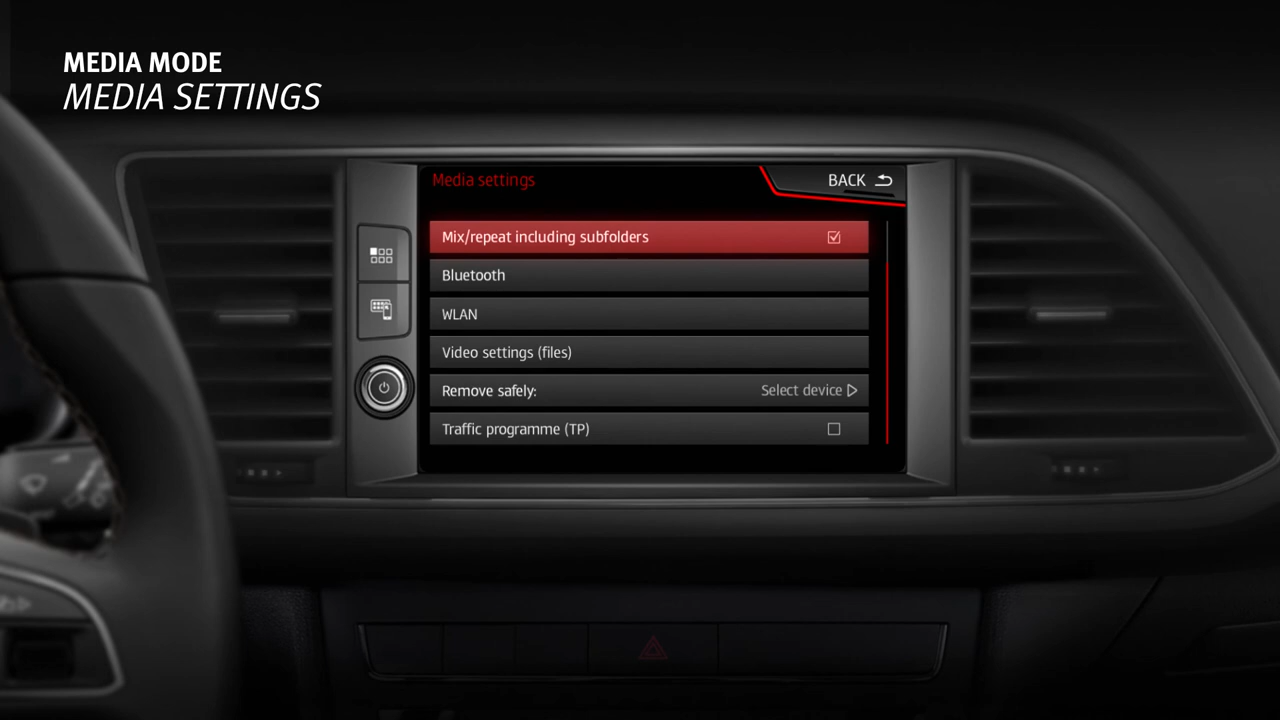 MEDIA MODE
MEDIA SETTINGS
Media settings
BACK
Mix/repeat including subfolders
Bluetooth
WLAN
Video settings (files)
Remove safely: Select device
Traffic programme (TP)